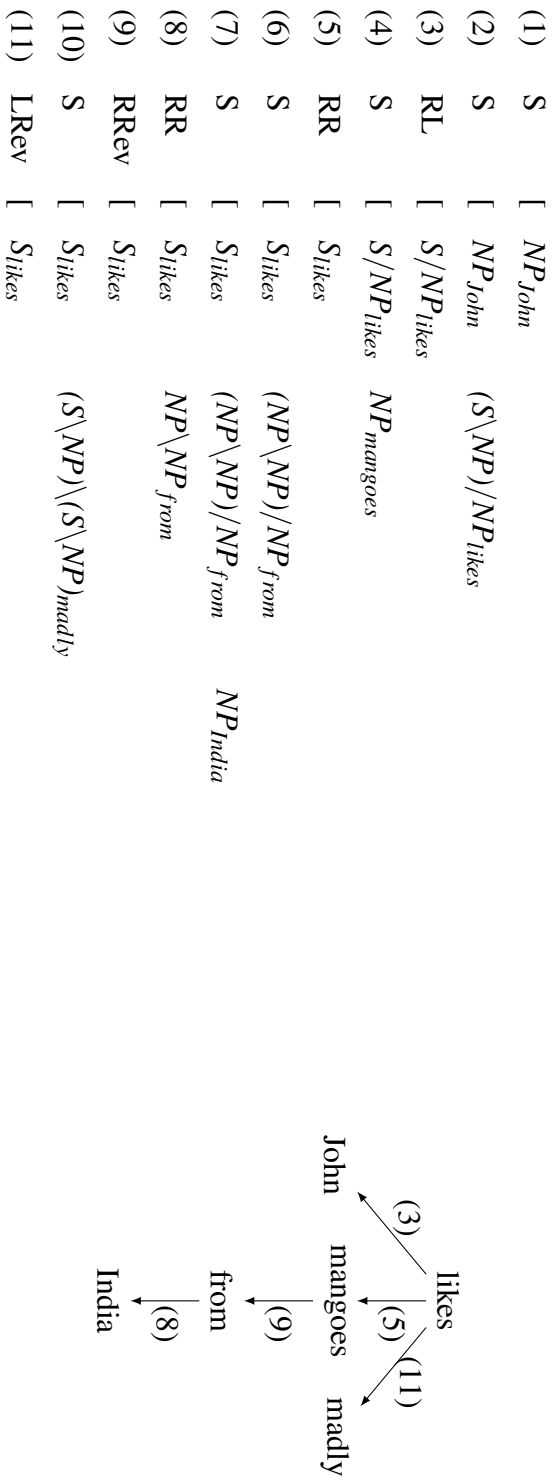 (1) S [ NP_John
(2) S [ NP_John (S\NP)/NP_likes
(3) RL [ S/NP_likes
(4) S [ S/NP_likes NP_mangoes
(5) RR [ S_likes
(6) S [ S_likes (NP\NP)/NP_from
(7) S [ S_likes (NP\NP)/NP_from NP_India
(8) RR [ S_likes NP\NP_from
(9) RRev [ S_likes
(10) S [ S_likes (S\NP)\(S\NP)_madly
(11) LRev [ S_likes
likes
(3) (5) (11)
John mangoes madly
(9)
from
(8)
India